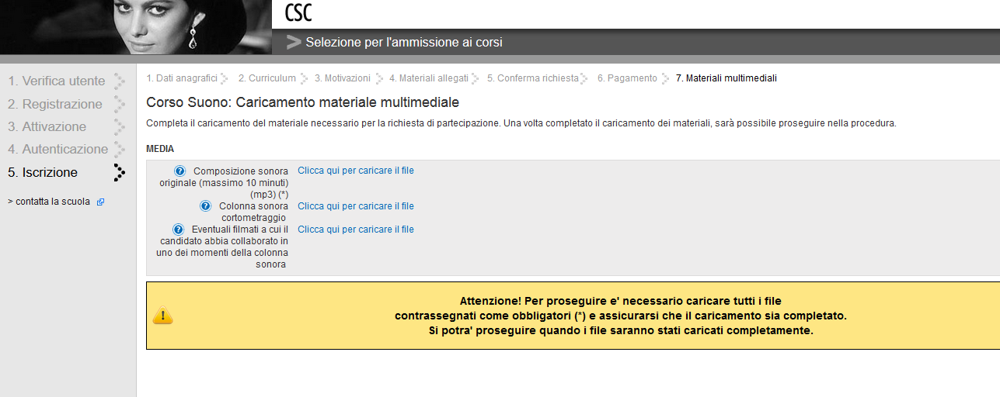 CSC
Selezione per l'ammissione ai corsi
1. Verifica utente
2. Registrazione
3. Attivazione
4. Autenticazione
5. Iscrizione
> contatta la scuola
1. Dati anagrafici 2. Curriculum 3. Motivazioni 4. Materiali allegati 5. Conferma richiesta 6. Pagamento 7. Materiali multimediali
Corso Suono: Caricamento materiale multimediale
Completa il caricamento del materiale necessario per la richiesta di partecipazione. Una volta completato il caricamento dei materiali, sarà possibile proseguire nella procedura.
MEDIA
? Composizione sonora Clicca qui per caricare il file
originale (massimo 10 minuti)
(mp3) (*)
? Colonna sonora Clicca qui per caricare il file
cortometraggio
? Eventuali filmati a cui il Clicca qui per caricare il file
candidato abbia collaborato in
uno dei momenti della colonna
sonora
Attenzione! Per proseguire e' necessario caricare tutti i file
contrassegnati come obbligatori (*) e assicurarsi che il caricamento sia completato.
Si potra' proseguire quando i file saranno stati caricati completamente.